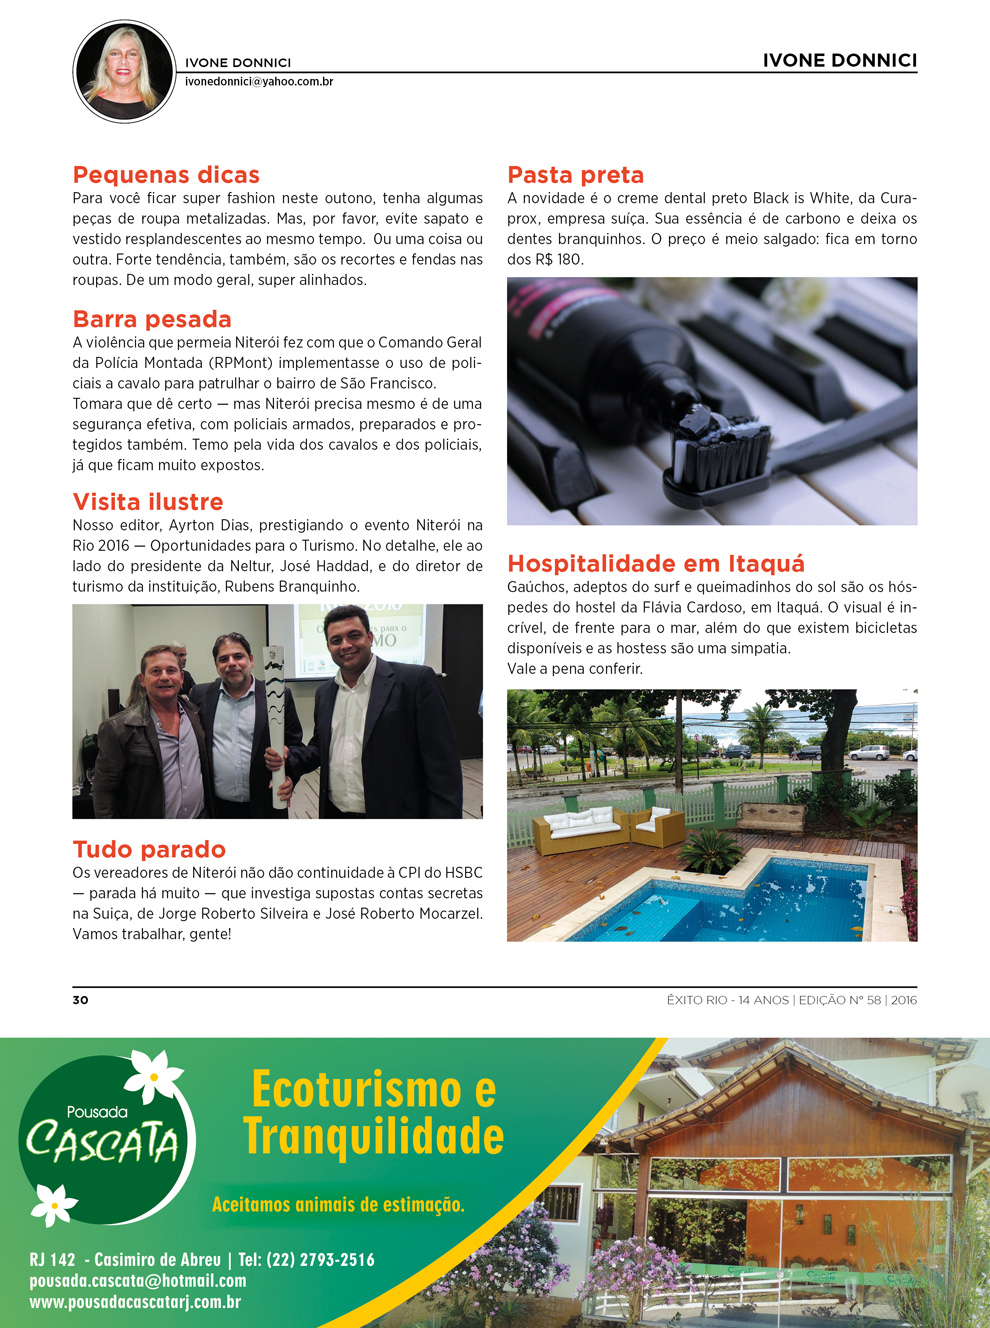 IVONE DONNICI
ivonedonnici@yahoo.com.br
IVONE DONNICI
Pequenas dicas
Para você ficar super fashion neste outono, tenha algumas
peças de roupa metalizadas. Mas, por favor, evite sapato e
vestido resplandescentes ao mesmo tempo. Ou uma coisa ou
outra. Forte tendência, também, são os recortes e fendas nas
roupas. De um modo geral, super alinhados.
Barra pesada
A violência que permeia Niterói fez com que o Comando Geral
da Polícia Montada (RPMont) implementasse o uso de poli-
ciais a cavalo para patrulhar o bairro de São Francisco.
Tomara que dê certo — mas Niterói precisa mesmo é de uma
segurança efetiva, com policiais armados, preparados e pro-
tegidos também. Temo pela vida dos cavalos e dos policiais,
já que ficam muito expostos.
Visita ilustre
Nosso editor, Ayrton Dias, prestigiando o evento Niterói na
Rio 2016 — Oportunidades para o Turismo. No detalhe, ele ao
lado do presidente da Neltur, José Haddad, e do diretor de
turismo da instituição, Rubens Branquinho.
Tudo parado
Os vereadores de Niterói não dão continuidade à CPI do HSBC
— parada há muito — que investiga supostas contas secretas
na Suiça, de Jorge Roberto Silveira e José Roberto Mocarzel.
Vamos trabalhar, gente!
Pasta preta
A novidade é o creme dental preto Black is White, da Cura-
prox, empresa suíça. Sua essência é de carbono e deixa os
dentes branquinhos. O preço é meio salgado: fica em torno
dos R$ 180.
Hospitalidade em Itaquá
Gaúchos, adeptos do surf e queimadinhos do sol são os hós-
pedes do hostel da Flávia Cardoso, em Itaquá. O visual é in-
crível, de frente para o mar, além do que existem bicicletas
disponíveis e as hostess são uma simpatia.
Vale a pena conferir.
30
ÊXITO RIO - 14 ANOS | EDIÇÃO Nº 58 | 2016
Pousada
CASCATA
Ecoturismo e
Tranquilidade
Aceitamos animais de estimação.
RJ 142 - Casimiro de Abreu | Tel: (22) 2793-2516
pousada.cascata@hotmail.com
www.pousadacascatarj.com.br